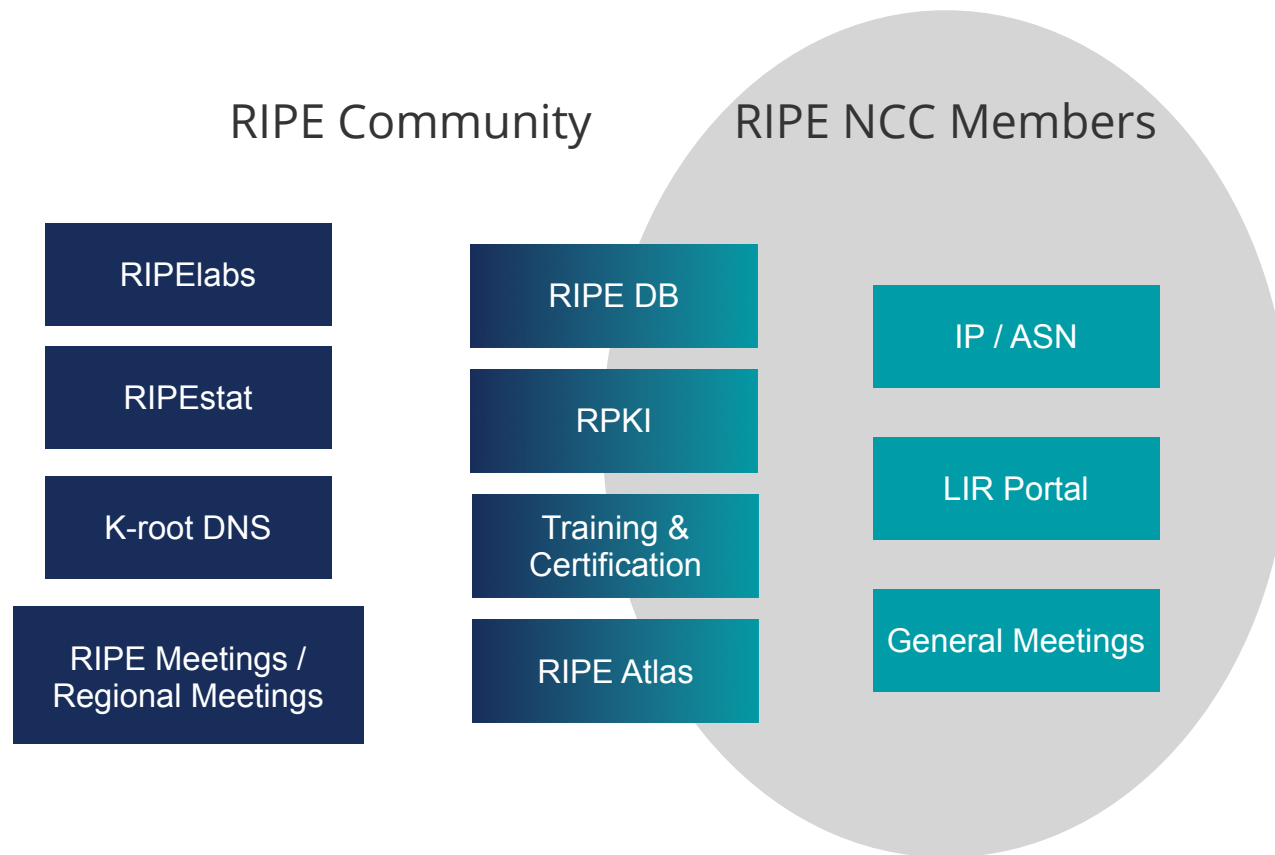 RIPE Community
RIPE NCC Members
RIPElabs
RIPEstat
K-root DNS
RIPE Meetings /
Regional Meetings
RIPE DB
RPKI
Training &
Certification
RIPE Atlas
IP / ASN
LIR Portal
General Meetings